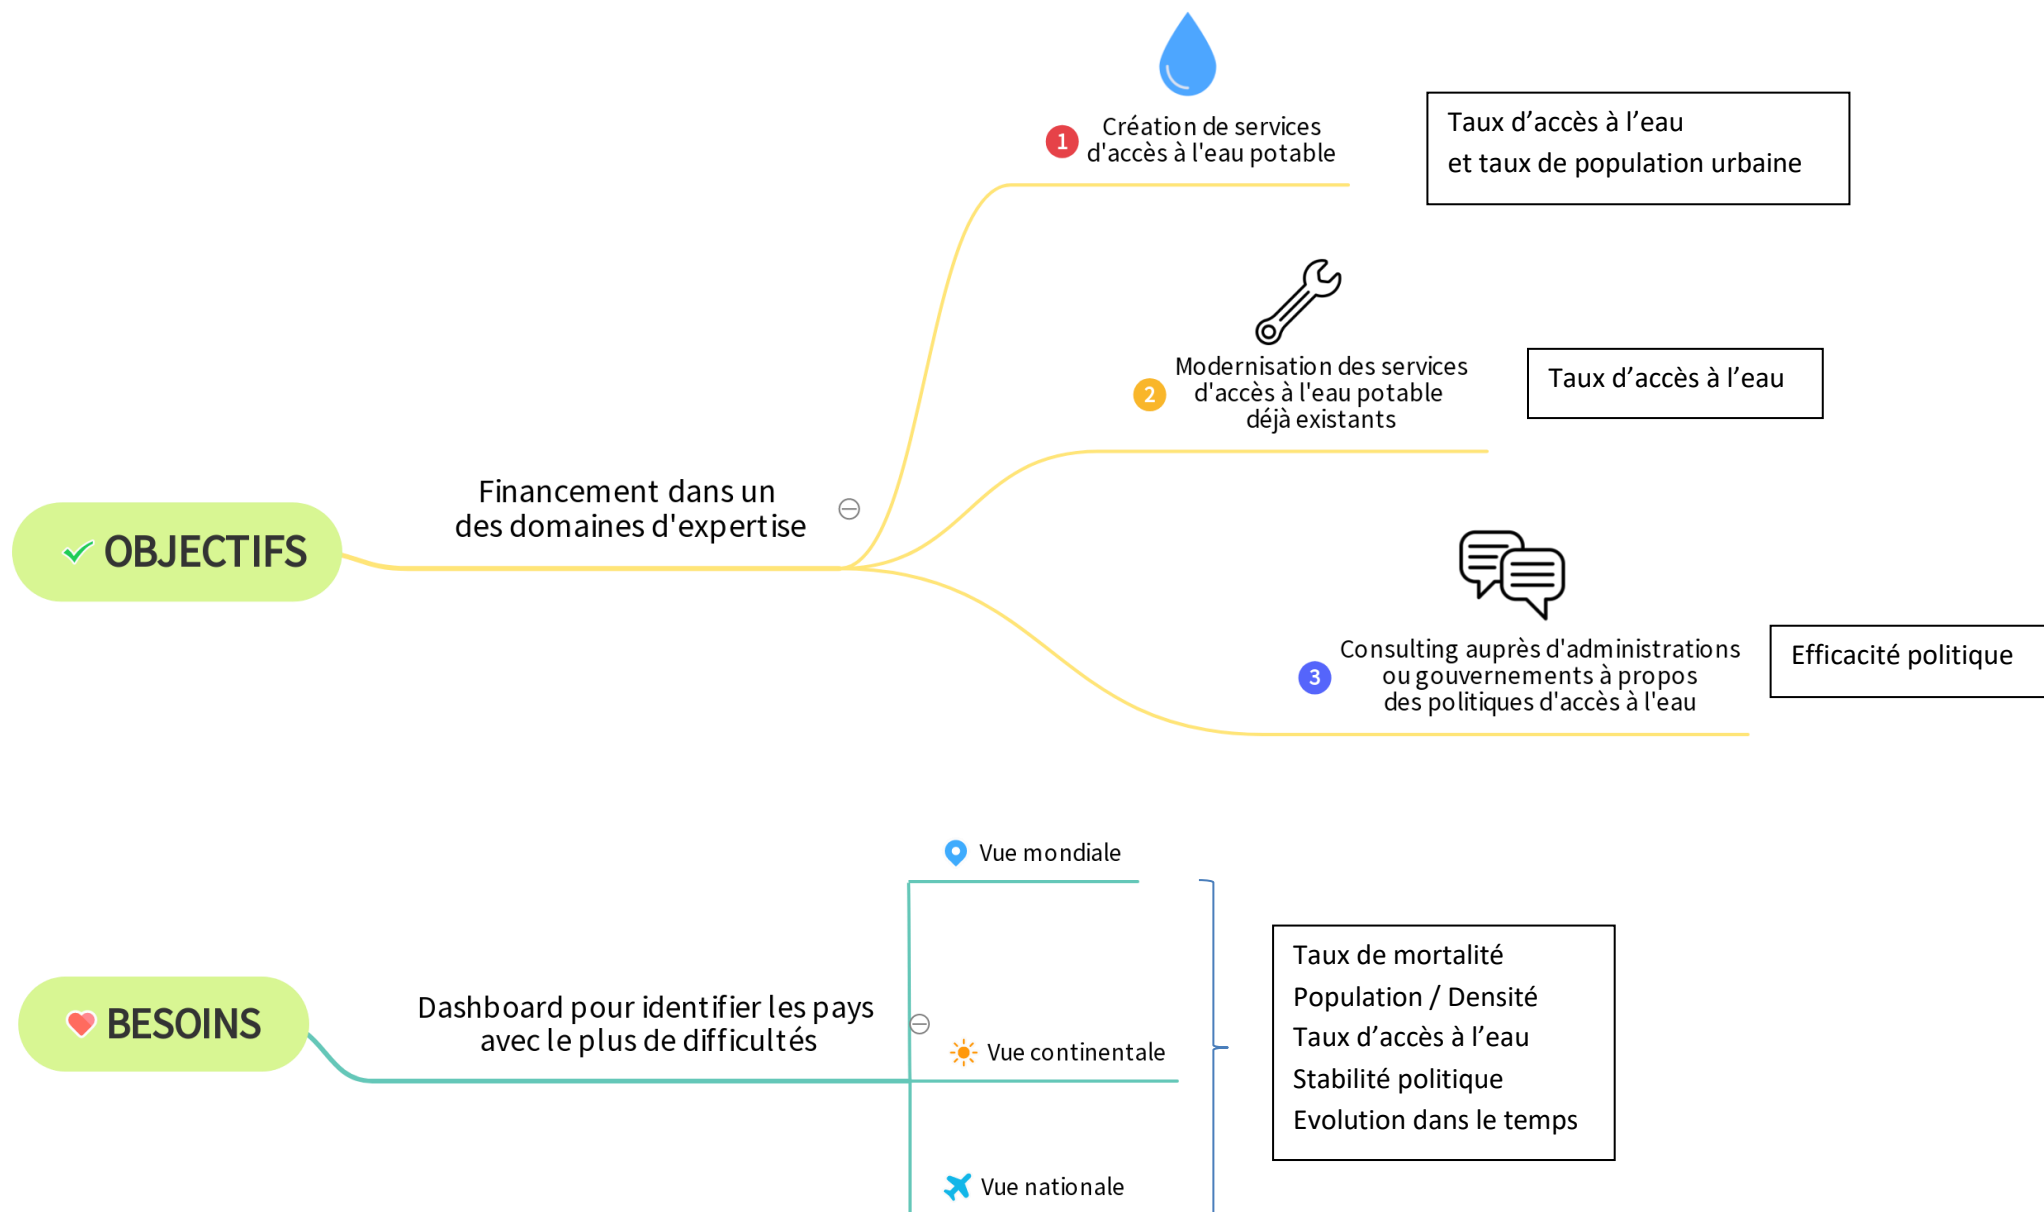 Création de services
1
d'accès à l'eau potable
Taux d’accès à l’eau
et taux de population urbaine
Modernisation des services
2
d'accès à l'eau potable
déjà existants
Taux d’accès à l’eau
Financement dans un
des domaines d'expertise
OBJECTIFS
Consulting auprès d'administrations
3
ou gouvernements à propos
des politiques d'accès à l'eau
Efficacité politique
Vue mondiale
Dashboard pour identifier les pays
avec le plus de difficultés
BESOINS
Vue continentale
Vue nationale
Taux de mortalité
Population / Densité
Taux d’accès à l’eau
Stabilité politique
Evolution dans le temps